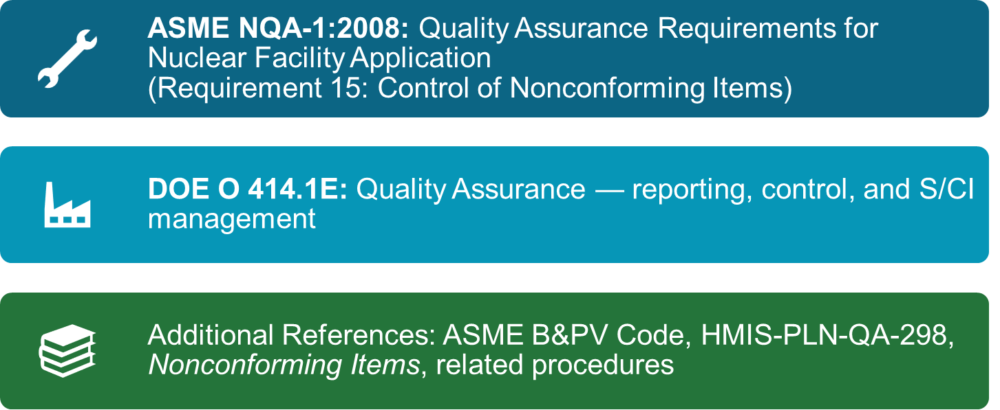 ASME NQA-1:2008: Quality Assurance Requirements for
Nuclear Facility Application
(Requirement 15: Control of Nonconforming Items)
DOE O 414.1E: Quality Assurance — reporting, control, and S/CI
management
Additional References: ASME B&PV Code, HMIS-PLN-QA-298,
Nonconforming Items, related procedures